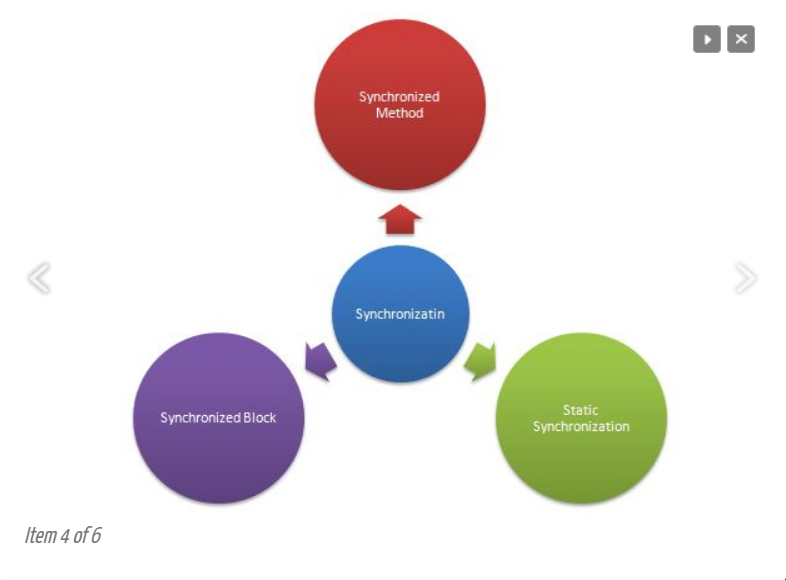 Synchronized
Method
Synchronizatin
Synchronized Block
Static
Synchronization
Item 4 of 6